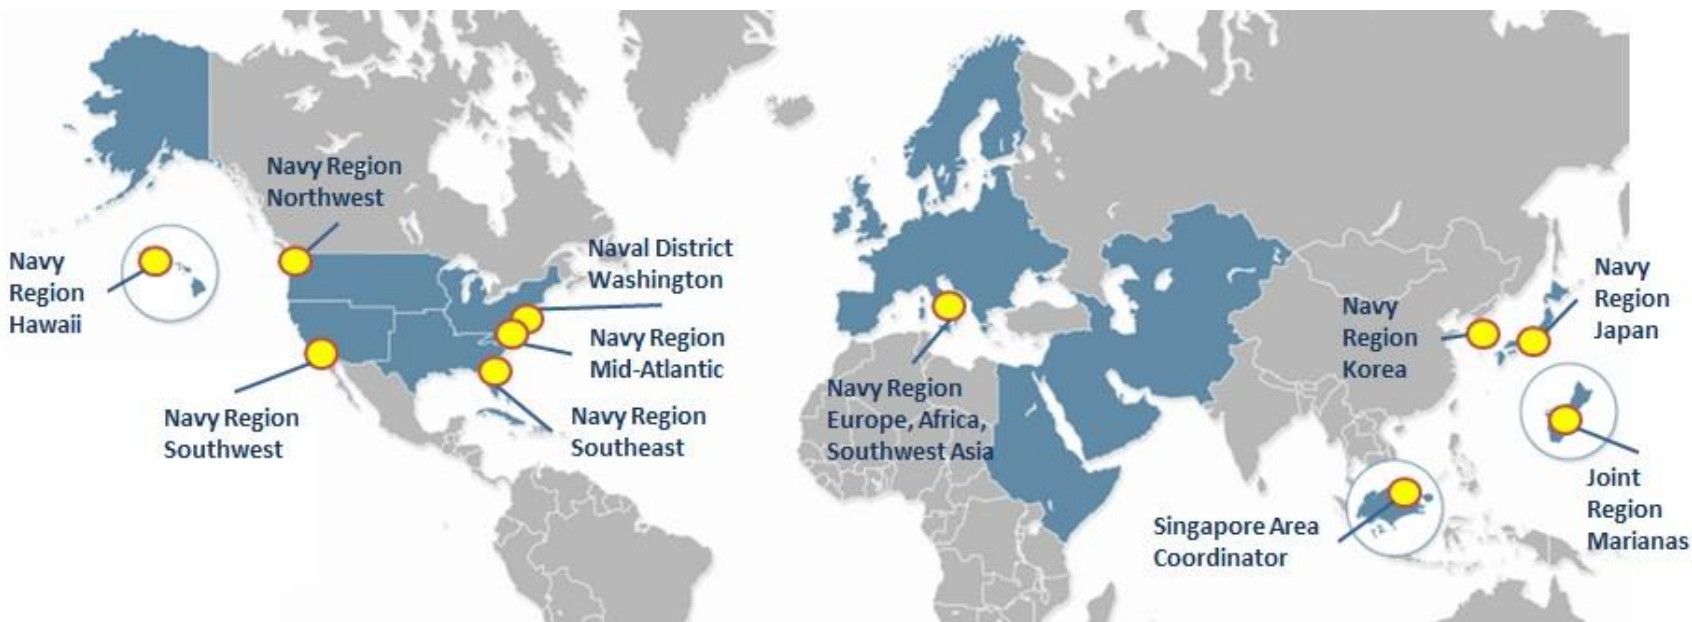 Navy Region
Northwest
Navy
Region
Hawaii
Naval District
Washington
Navy Region
Mid-Atlantic
Navy Region
Southwest
Navy Region
Southeast
Navy Region
Europe, Africa,
Southwest Asia
Navy
Region
Korea
Navy
Region
Japan
Singapore Area
Coordinator
Joint
Region
Marianas